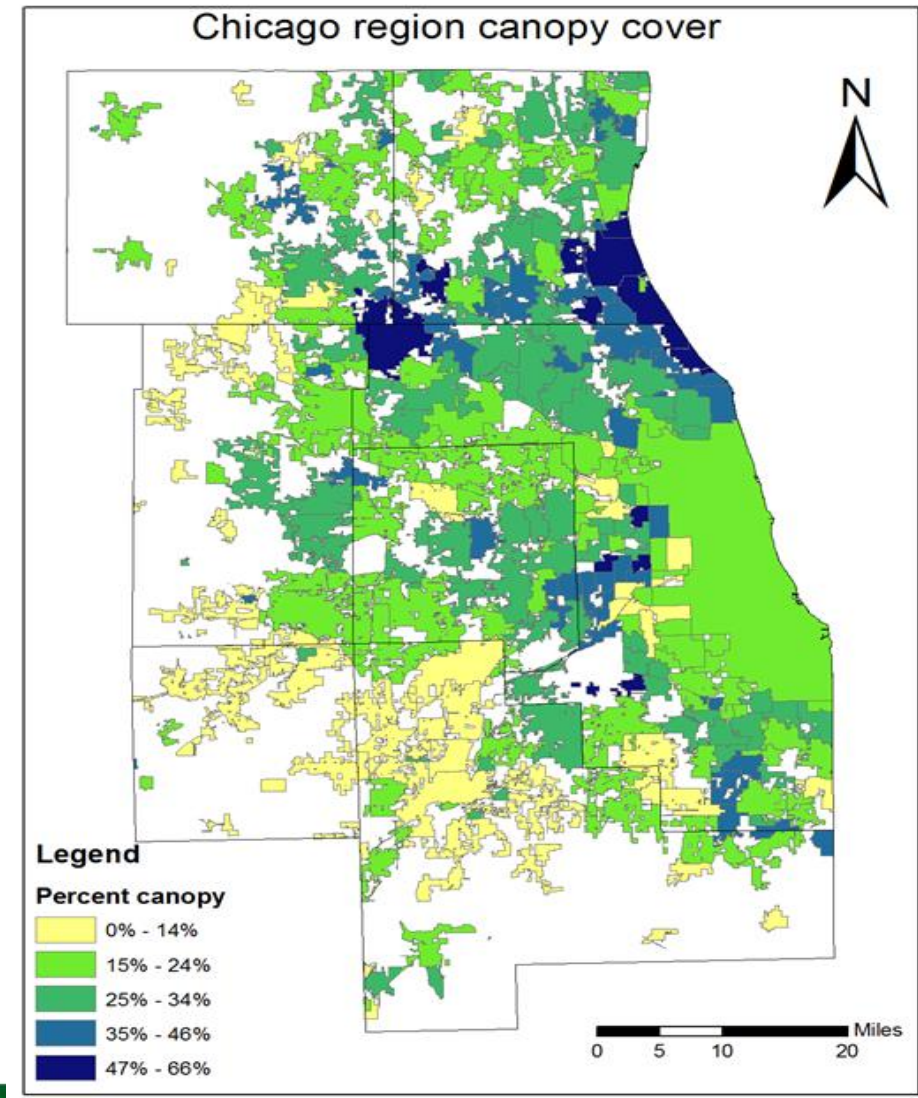 Chicago region canopy cover
N
Legend
Percent canopy
0% - 14%
15% - 24%
25% - 34%
35% - 46%
47% - 66%
Miles
0 5 10 20